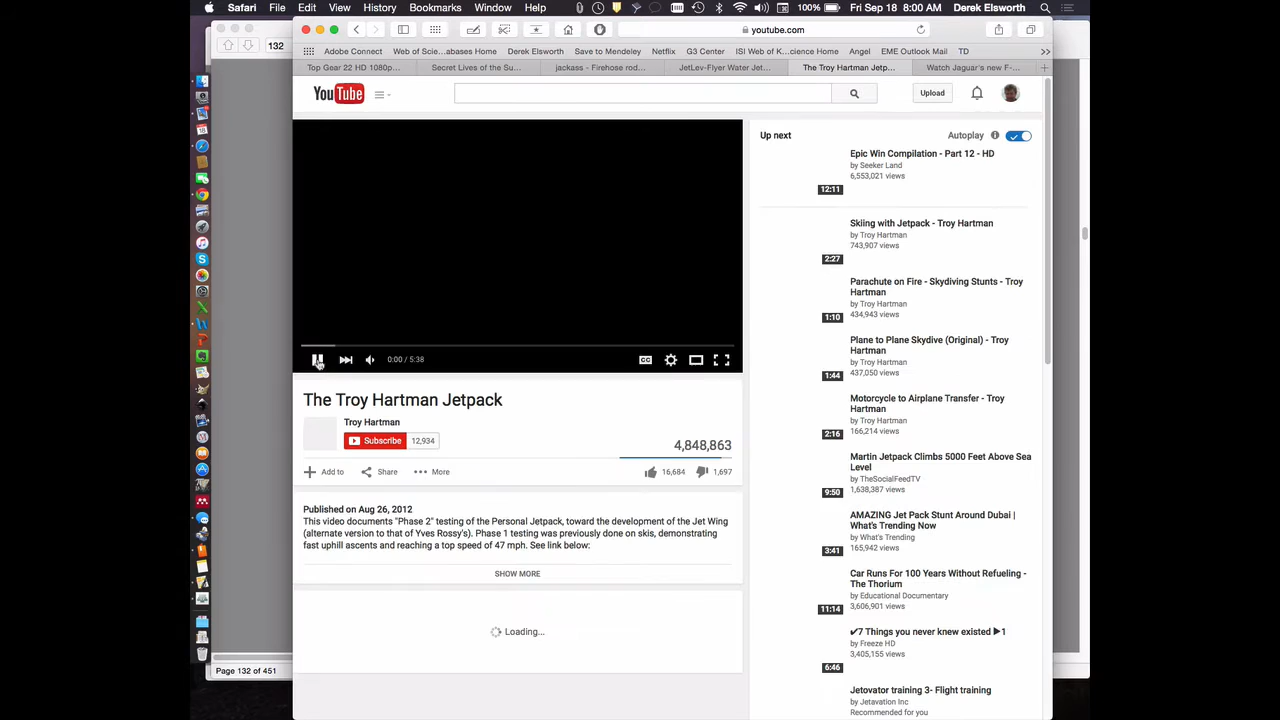 Safari File Edit View History Bookmarks Window Help 100% Fri Sep 18 8:00 AM Derek Elsworth
132
youtube.com
Adobe Connect Web of Scie...abases Home Derek Elsworth Save to Mendeley Netflix G3 Center ISI Web of K...cience Home Angel EME Outlook Mail TD
Top Gear 22 HD 1080p... Secret Lives of the Su... jackass - Firehose rod... JetLev-Flyer Water Jet... The Troy Hartman Jetp... Watch Jaguar's new F-...
YouTube
Upload
Up next
Autoplay
Epic Win Compilation - Part 12 - HD
by Seeker Land
6,553,021 views
12:11
Skiing with Jetpack - Troy Hartman
by Troy Hartman
743,907 views
2:27
Parachute on Fire - Skydiving Stunts - Troy
Hartman
by Troy Hartman
434,943 views
1:10
Plane to Plane Skydive (Original) - Troy
Hartman
by Troy Hartman
437,050 views
1:44
Motorcycle to Airplane Transfer - Troy
Hartman
by Troy Hartman
166,214 views
2:16
Martin Jetpack Climbs 5000 Feet Above Sea
Level
by TheSocialFeedTV
1,638,387 views
9:50
AMAZING Jet Pack Stunt Around Dubai |
What's Trending Now
by What's Trending
165,942 views
3:41
Car Runs For 100 Years Without Refueling -
The Thorium
by Educational Documentary
3,606,901 views
11:14
✔7 Things you never knew existed ►1
by Freeze HD
3,405,155 views
6:46
Jetovator training 3- Flight training
by Jetavation Inc
Recommended for you
0:00 / 5:38
The Troy Hartman Jetpack
Troy Hartman
Subscribe 12,934
4,848,863
Add to Share More 16,684 1,697
Published on Aug 26, 2012
This video documents "Phase 2" testing of the Personal Jetpack, toward the development of the Jet Wing
(alternate version to that of Yves Rossy's). Phase 1 testing was previously done on skis, demonstrating
fast uphill ascents and reaching a top speed of 47 mph. See link below:
SHOW MORE
Loading...
Page 132 of 451